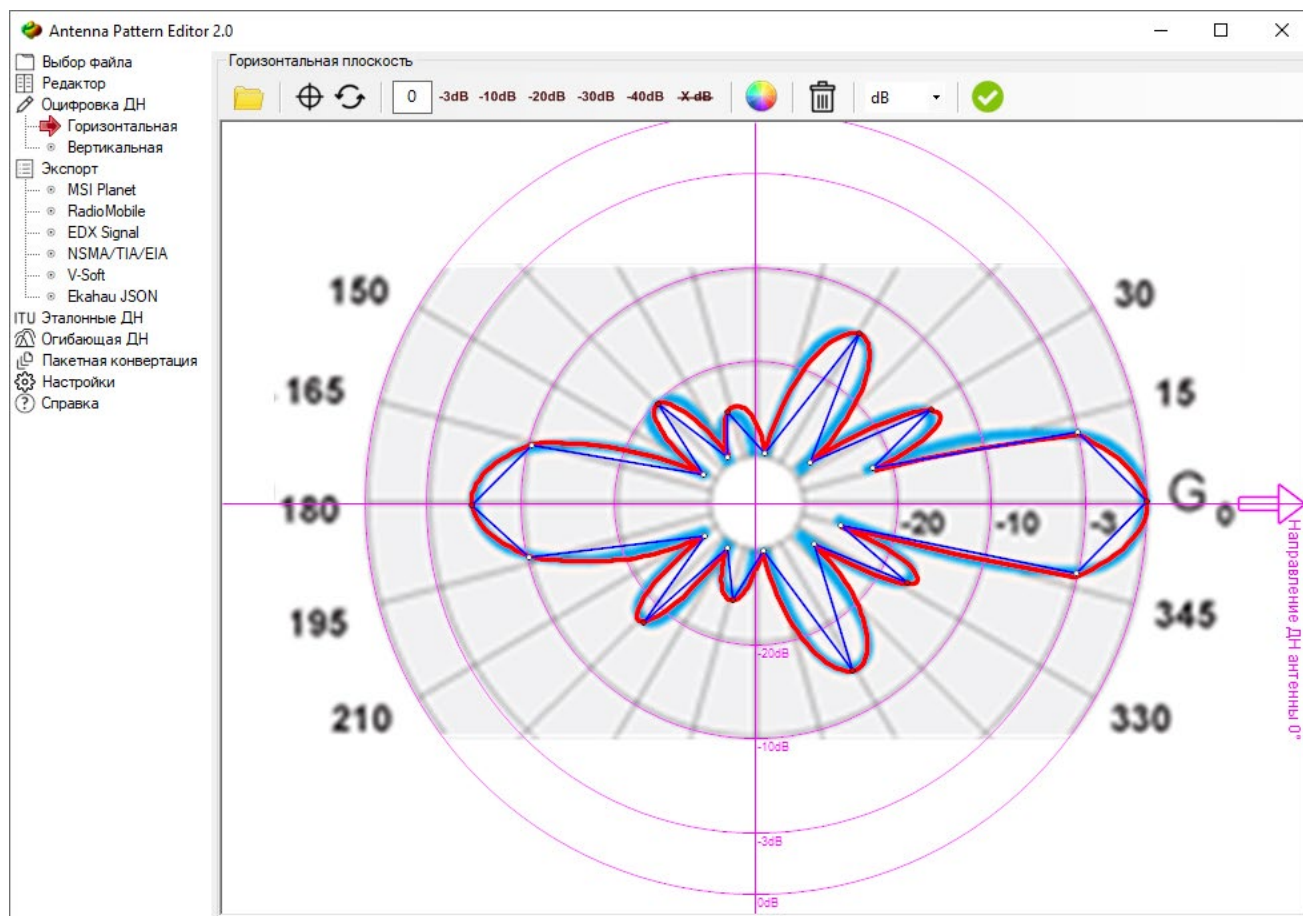 Antenna Pattern Editor 2.0
Выбор файла
Редактор
Оцифровка ДН
Горизонтальная
Вертикальная
Экспорт
MSI Planet
RadioMobile
EDX Signal
NSMA/TIA/EIA
V-Soft
Ekahau JSON
ITU Эталонные ДН
Огибающая ДН
Пакетная конвертация
Настройки
? Справка
Горизонтальная плоскость
0 -3dB -10dB -20dB -30dB -40dB X dB dB
150 30
165 15
180 -20 -10 -3 G0
Направление ДН антенны 0°
195 345
-20dB
210 330
-10dB
-3dB
0dB